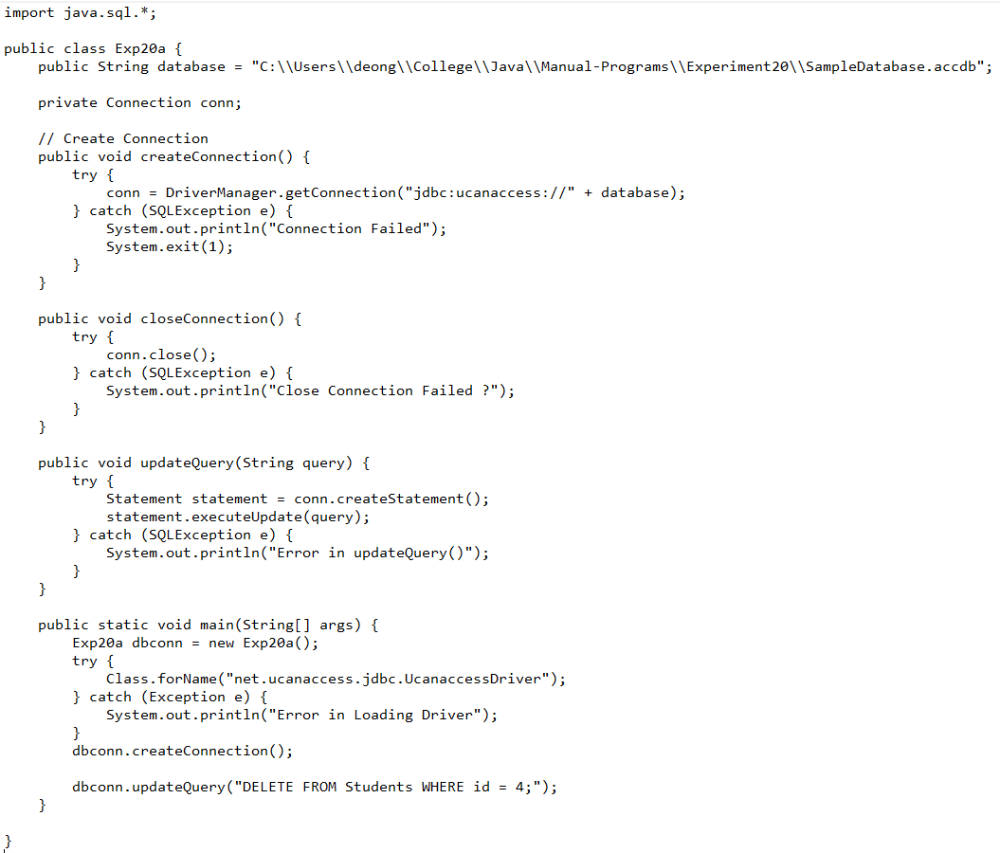 import java.sql.*;

public class Exp20a {
    public String database = "C:\\Users\\deong\\College\\Java\\Manual-Programs\\Experiment20\\SampleDatabase.accdb";

    private Connection conn;

    // Create Connection
    public void createConnection() {
        try {
            conn = DriverManager.getConnection("jdbc:ucanaccess://" + database);
        } catch (SQLException e) {
            System.out.println("Connection Failed");
            System.exit(1);
        }
    }

    public void closeConnection() {
        try {
            conn.close();
        } catch (SQLException e) {
            System.out.println("Close Connection Failed ?");
        }
    }

    public void updateQuery(String query) {
        try {
            Statement statement = conn.createStatement();
            statement.executeUpdate(query);
        } catch (SQLException e) {
            System.out.println("Error in updateQuery()");
        }
    }

    public static void main(String[] args) {
        Exp20a dbconn = new Exp20a();
        try {
            Class.forName("net.ucanaccess.jdbc.UcanaccessDriver");
        } catch (Exception e) {
            System.out.println("Error in Loading Driver");
        }
        dbconn.createConnection();

        dbconn.updateQuery("DELETE FROM Students WHERE id = 4;");
    }

}